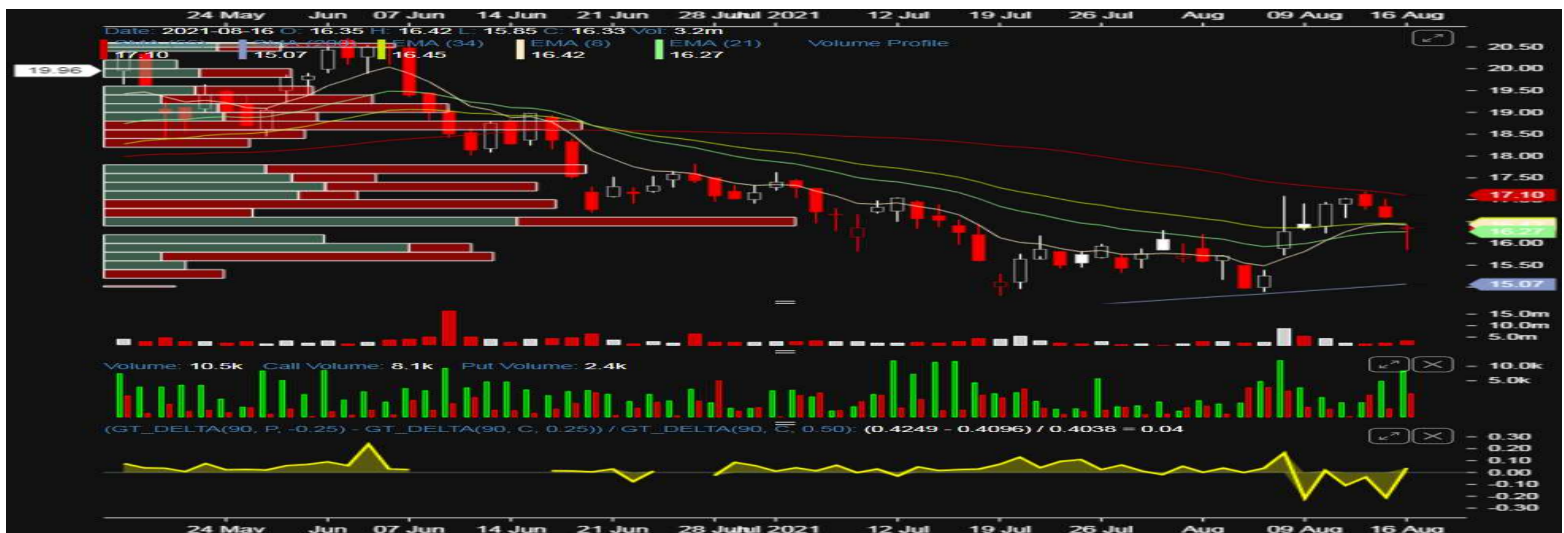 24 May Jun 07 Jun 14 Jun 21 Jun 28 Jun Jul 2021 12 Jul 19 Jul 26 Jul Aug 09 Aug 16 Aug
Date: 2021-08-16 O: 16.35 H: 16.42 L: 15.85 C: 16.33 Vol: 3.2m
EMA (34) EMA (8) EMA (21) Volume Profile
17.10 15.07 16.45 16.42 16.27
20.50
19.96
20.00
19.50
19.00
18.50
18.00
17.50
17.10
16.27
16.00
15.50
15.07
15.0m
10.0m
5.0m
Volume: 10.5k Call Volume: 8.1k Put Volume: 2.4k
10.0k
5.0k
(GT_DELTA(90, P, -0.25) - GT_DELTA(90, C, 0.25)) / GT_DELTA(90, C, 0.50): (0.4249 - 0.4096) / 0.4038 = 0.04
0.30
0.20
0.10
0.00
-0.10
-0.20
-0.30
24 May Jun 07 Jun 14 Jun 21 Jun 28 Jun Jul 2021 12 Jul 19 Jul 26 Jul Aug 09 Aug 16 Aug